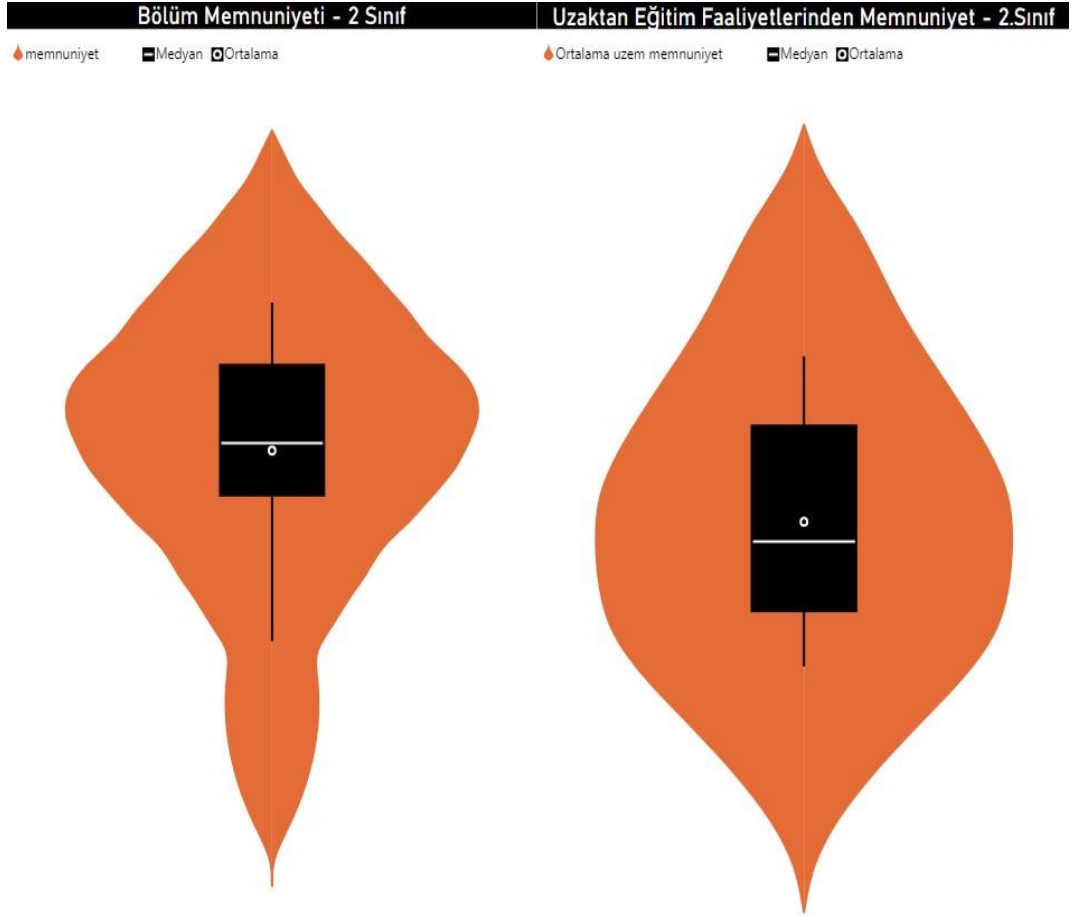 Bölüm Memnuniyeti - 2 Sınıf
memnuniyet Medyan Ortalama
Uzaktan Eğitim Faaliyetlerinden Memnuniyet - 2.Sınıf
Ortalama uzem memnuniyet Medyan Ortalama